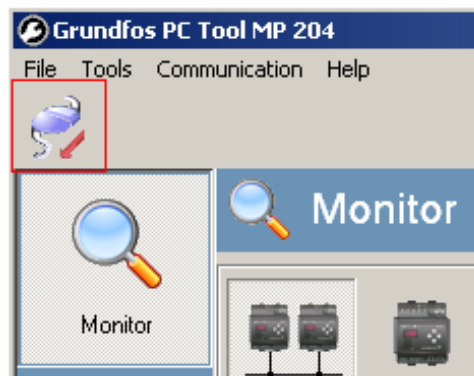 Grundfos PC Tool MP 204
File Tools Communication Help
Monitor
Monitor